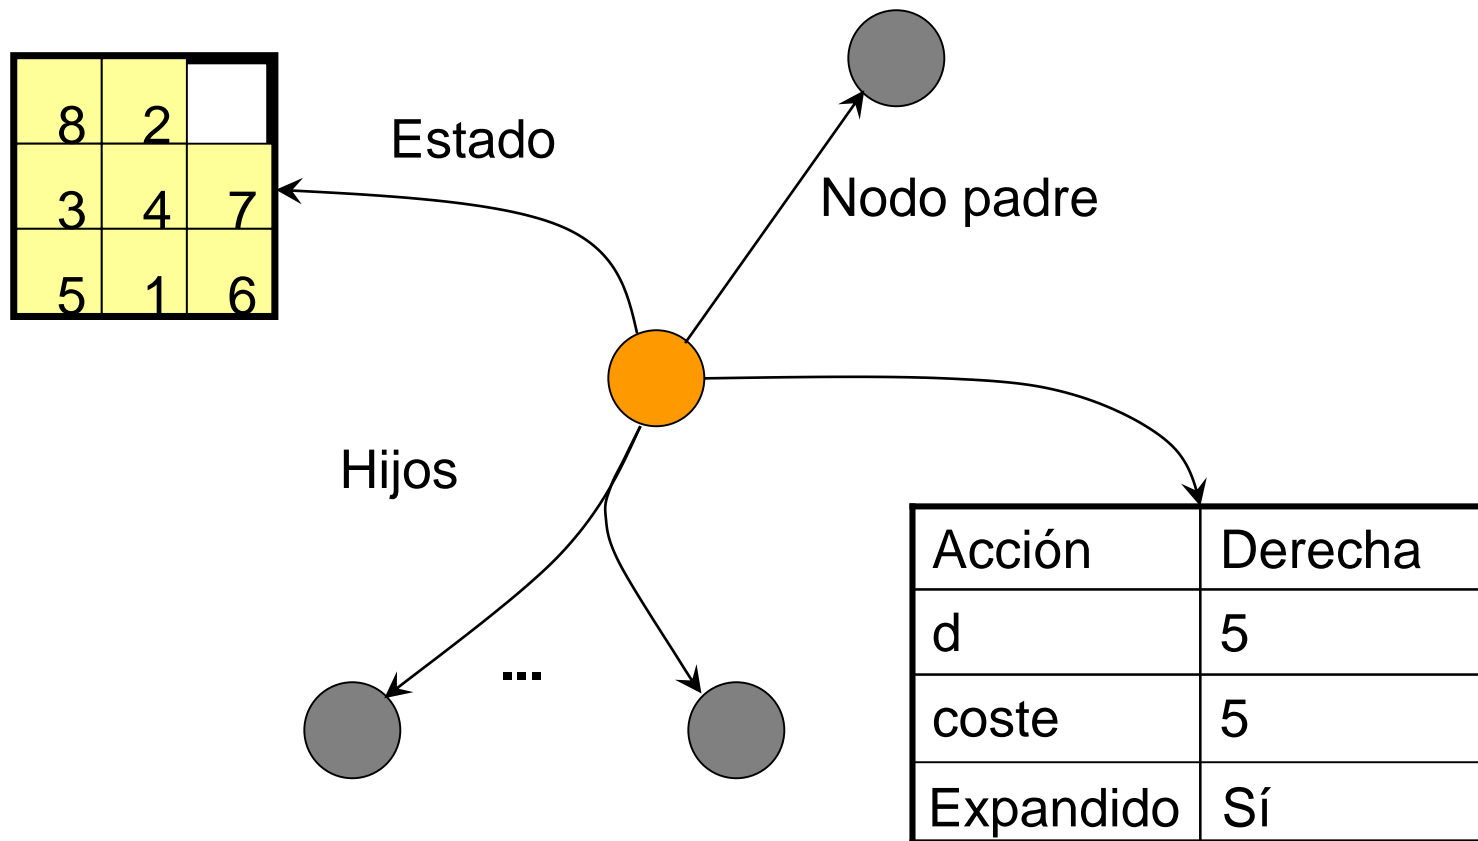 8 2
3 4 7
5 1 6
Estado
Nodo padre
Hijos
...
Acción Derecha
d 5
coste 5
Expandido Sí